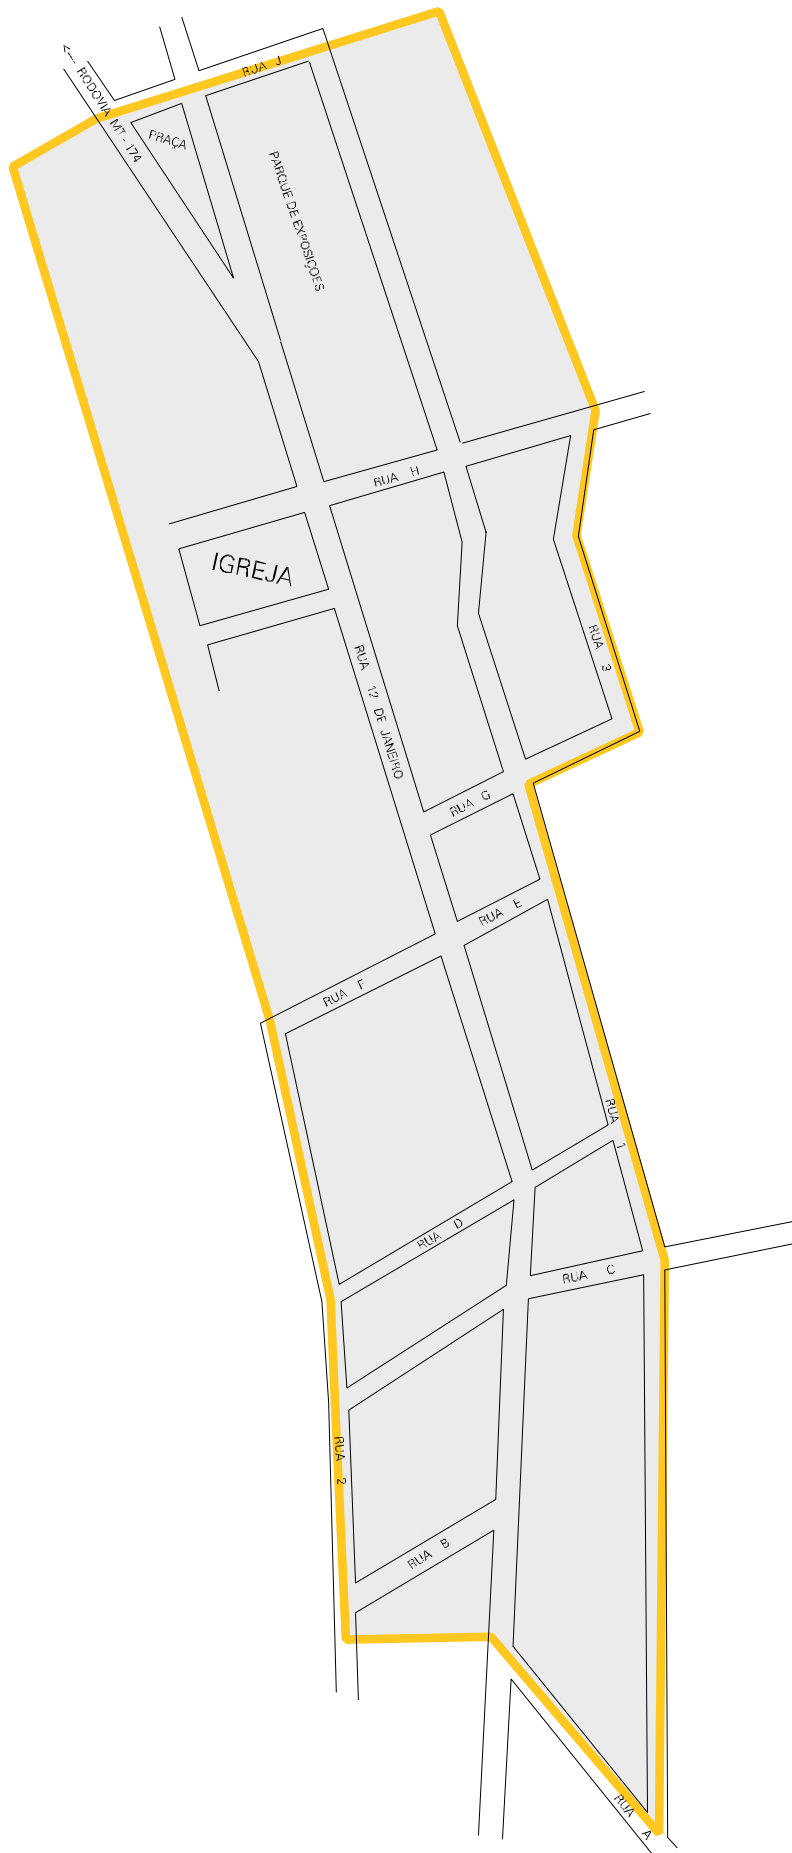 <-- RODOVIA MT - 174
RUA J
PRAÇA
PARQUE DE EXPOSIÇOES
RUA H
IGREJA
RUA 3
RUA 12 DE JANEIRO
RUA G
RUA E
RUA F
RUA 1
RUA D
RUA C
RUA 2
RUA B
RUA A